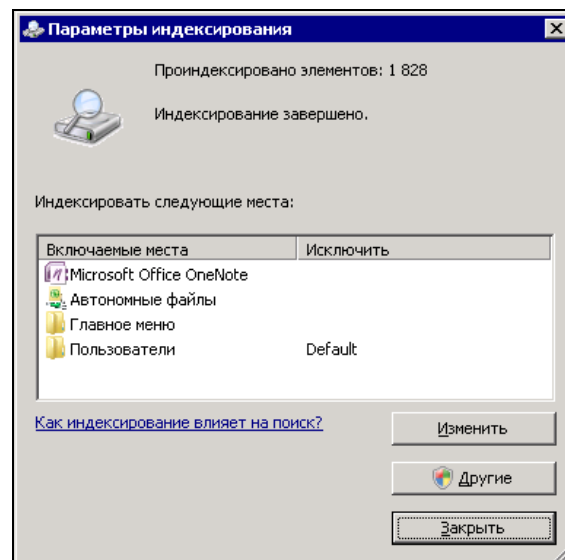 Параметры индексирования
Проиндексировано элементов: 1 828
Индексирование завершено.
Индексировать следующие места:
Включаемые места Исключить
Microsoft Office OneNote
Автономные файлы
Главное меню
Пользователи Default
Как индексирование влияет на поиск?
Изменить
Другие
Закрыть